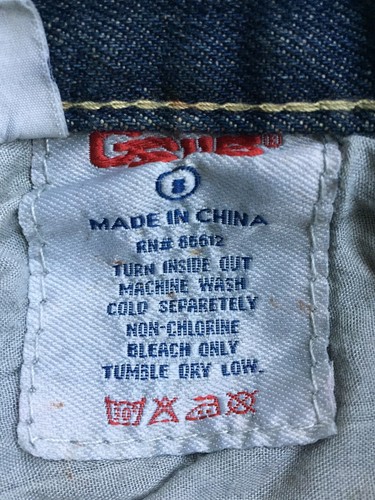 8
MADE IN CHINA
RN# 86612
TURN INSIDE OUT
MACHINE WASH
COLD SEPARETELY
NON-CHLORINE
BLEACH ONLY
TUMBLE DRY LOW.